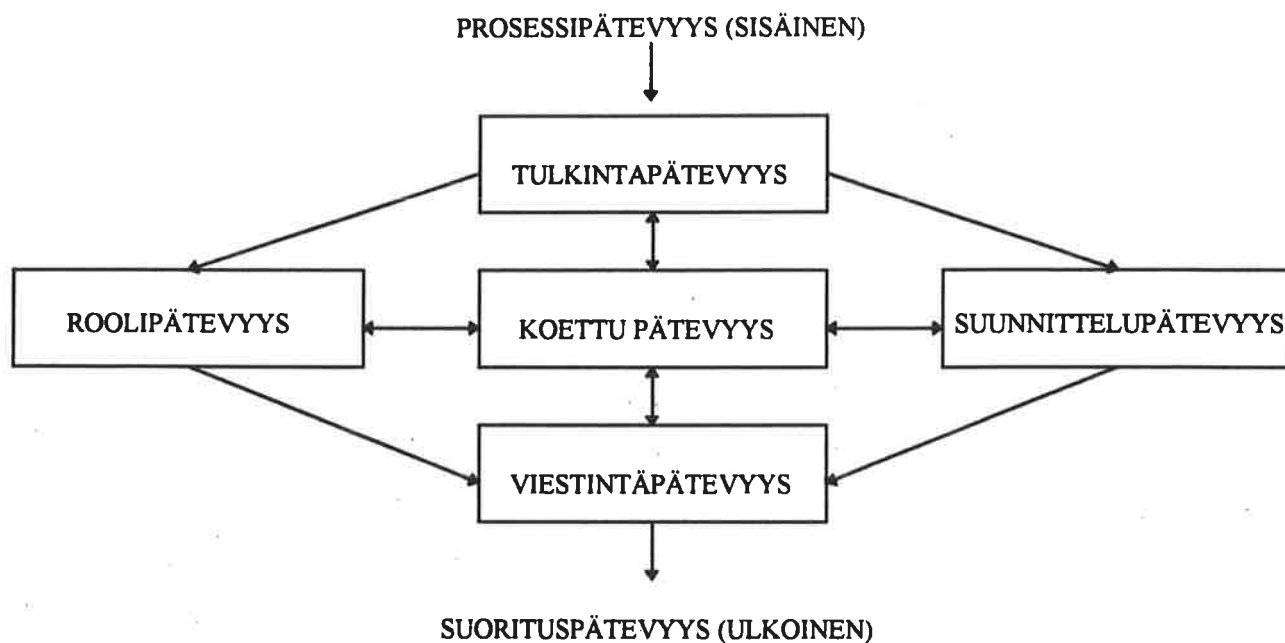 PROSESSIPÄTEVYYS (SISÄINEN)
TULKINTAPÄTEVYYS
ROOLIPÄTEVYYS
KOETTU PÄTEVYYS
SUUNNITTELUPÄTEVYYS
VIESTINTÄPÄTEVYYS
SUORITUSPÄTEVYYS (ULKOINEN)